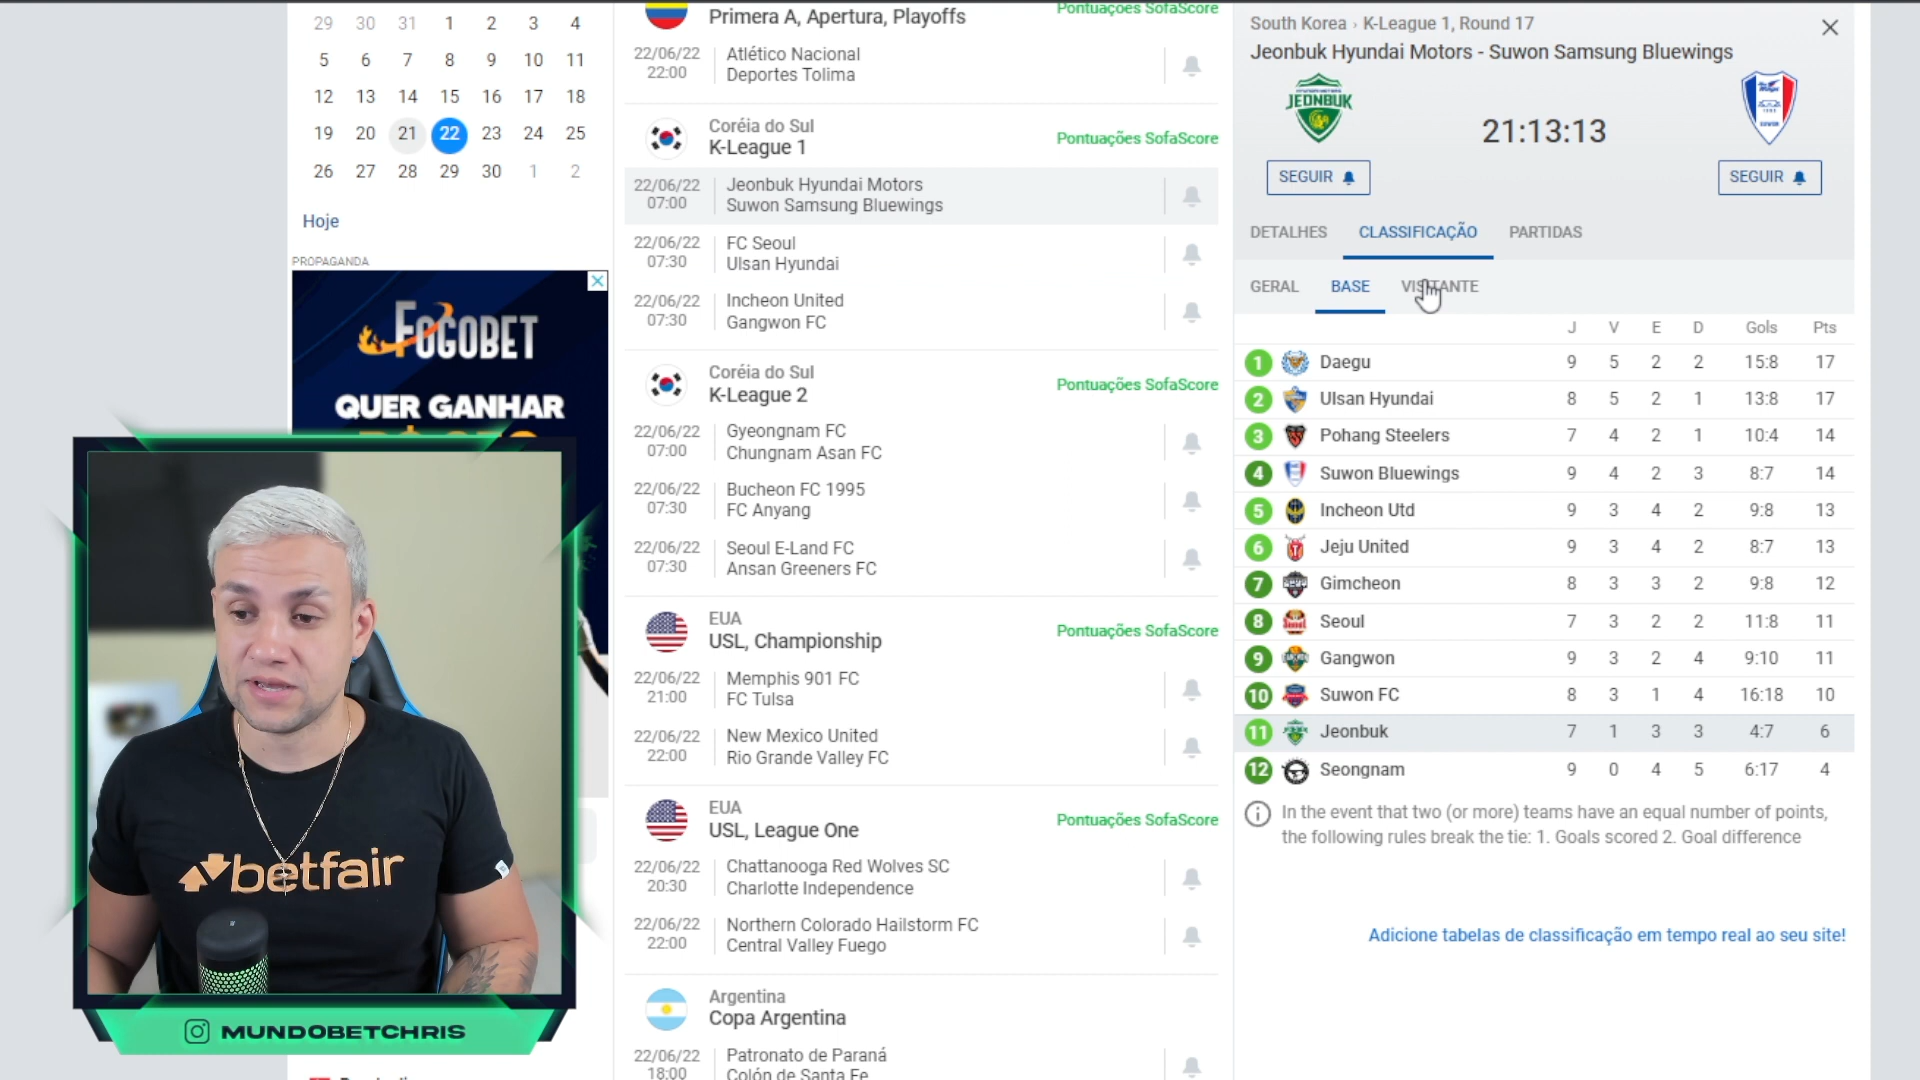 29 30 31 1 2 3 4
5 6 7 8 9 10 11
12 13 14 15 16 17 18
19 20 21 22 23 24 25
26 27 28 29 30 1 2
Hoje
PROPAGANDA
FOGOBET
QUER GANHAR
betfair
MUNDOBETCHRIS
Primera A, Apertura, Playoffs
Pontuações SofaScore
22/06/22 Atlético Nacional
22:00 Deportes Tolima
Coréia do Sul
K-League 1
Pontuações SofaScore
22/06/22 Jeonbuk Hyundai Motors
07:00 Suwon Samsung Bluewings
22/06/22 FC Seoul
07:30 Ulsan Hyundai
22/06/22 Incheon United
07:30 Gangwon FC
Coréia do Sul
K-League 2
Pontuações SofaScore
22/06/22 Gyeongnam FC
07:00 Chungnam Asan FC
22/06/22 Bucheon FC 1995
07:30 FC Anyang
22/06/22 Seoul E-Land FC
07:30 Ansan Greeners FC
EUA
USL, Championship
Pontuações SofaScore
22/06/22 Memphis 901 FC
21:00 FC Tulsa
22/06/22 New Mexico United
22:00 Rio Grande Valley FC
EUA
USL, League One
Pontuações SofaScore
22/06/22 Chattanooga Red Wolves SC
20:30 Charlotte Independence
22/06/22 Northern Colorado Hailstorm FC
22:00 Central Valley Fuego
Argentina
Copa Argentina
22/06/22 Patronato de Paraná
18:00 Colón de Santa Fe
South Korea › K-League 1, Round 17
Jeonbuk Hyundai Motors - Suwon Samsung Bluewings
JEONBUK
21:13:13
SEGUIR SEGUIR
DETALHES CLASSIFICAÇÃO PARTIDAS
GERAL BASE VISITANTE
J V E D Gols Pts
1 Daegu 9 5 2 2 15:8 17
2 Ulsan Hyundai 8 5 2 1 13:8 17
3 Pohang Steelers 7 4 2 1 10:4 14
4 Suwon Bluewings 9 4 2 3 8:7 14
5 Incheon Utd 9 3 4 2 9:8 13
6 Jeju United 9 3 4 2 8:7 13
7 Gimcheon 8 3 3 2 9:8 12
8 Seoul 7 3 2 2 11:8 11
9 Gangwon 9 3 2 4 9:10 11
10 Suwon FC 8 3 1 4 16:18 10
11 Jeonbuk 7 1 3 3 4:7 6
12 Seongnam 9 0 4 5 6:17 4
In the event that two (or more) teams have an equal number of points,
the following rules break the tie: 1. Goals scored 2. Goal difference
Adicione tabelas de classificação em tempo real ao seu site!